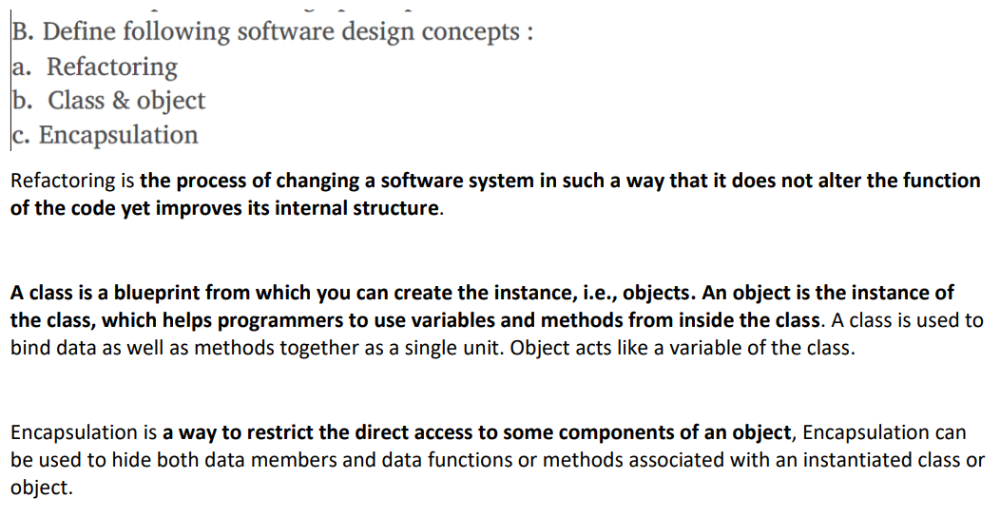 B. Define following software design concepts :
a. Refactoring
b. Class & object
c. Encapsulation
Refactoring is the process of changing a software system in such a way that it does not alter the function
of the code yet improves its internal structure.
A class is a blueprint from which you can create the instance, i.e., objects. An object is the instance of
the class, which helps programmers to use variables and methods from inside the class. A class is used to
bind data as well as methods together as a single unit. Object acts like a variable of the class.
Encapsulation is a way to restrict the direct access to some components of an object, Encapsulation can
be used to hide both data members and data functions or methods associated with an instantiated class or
object.